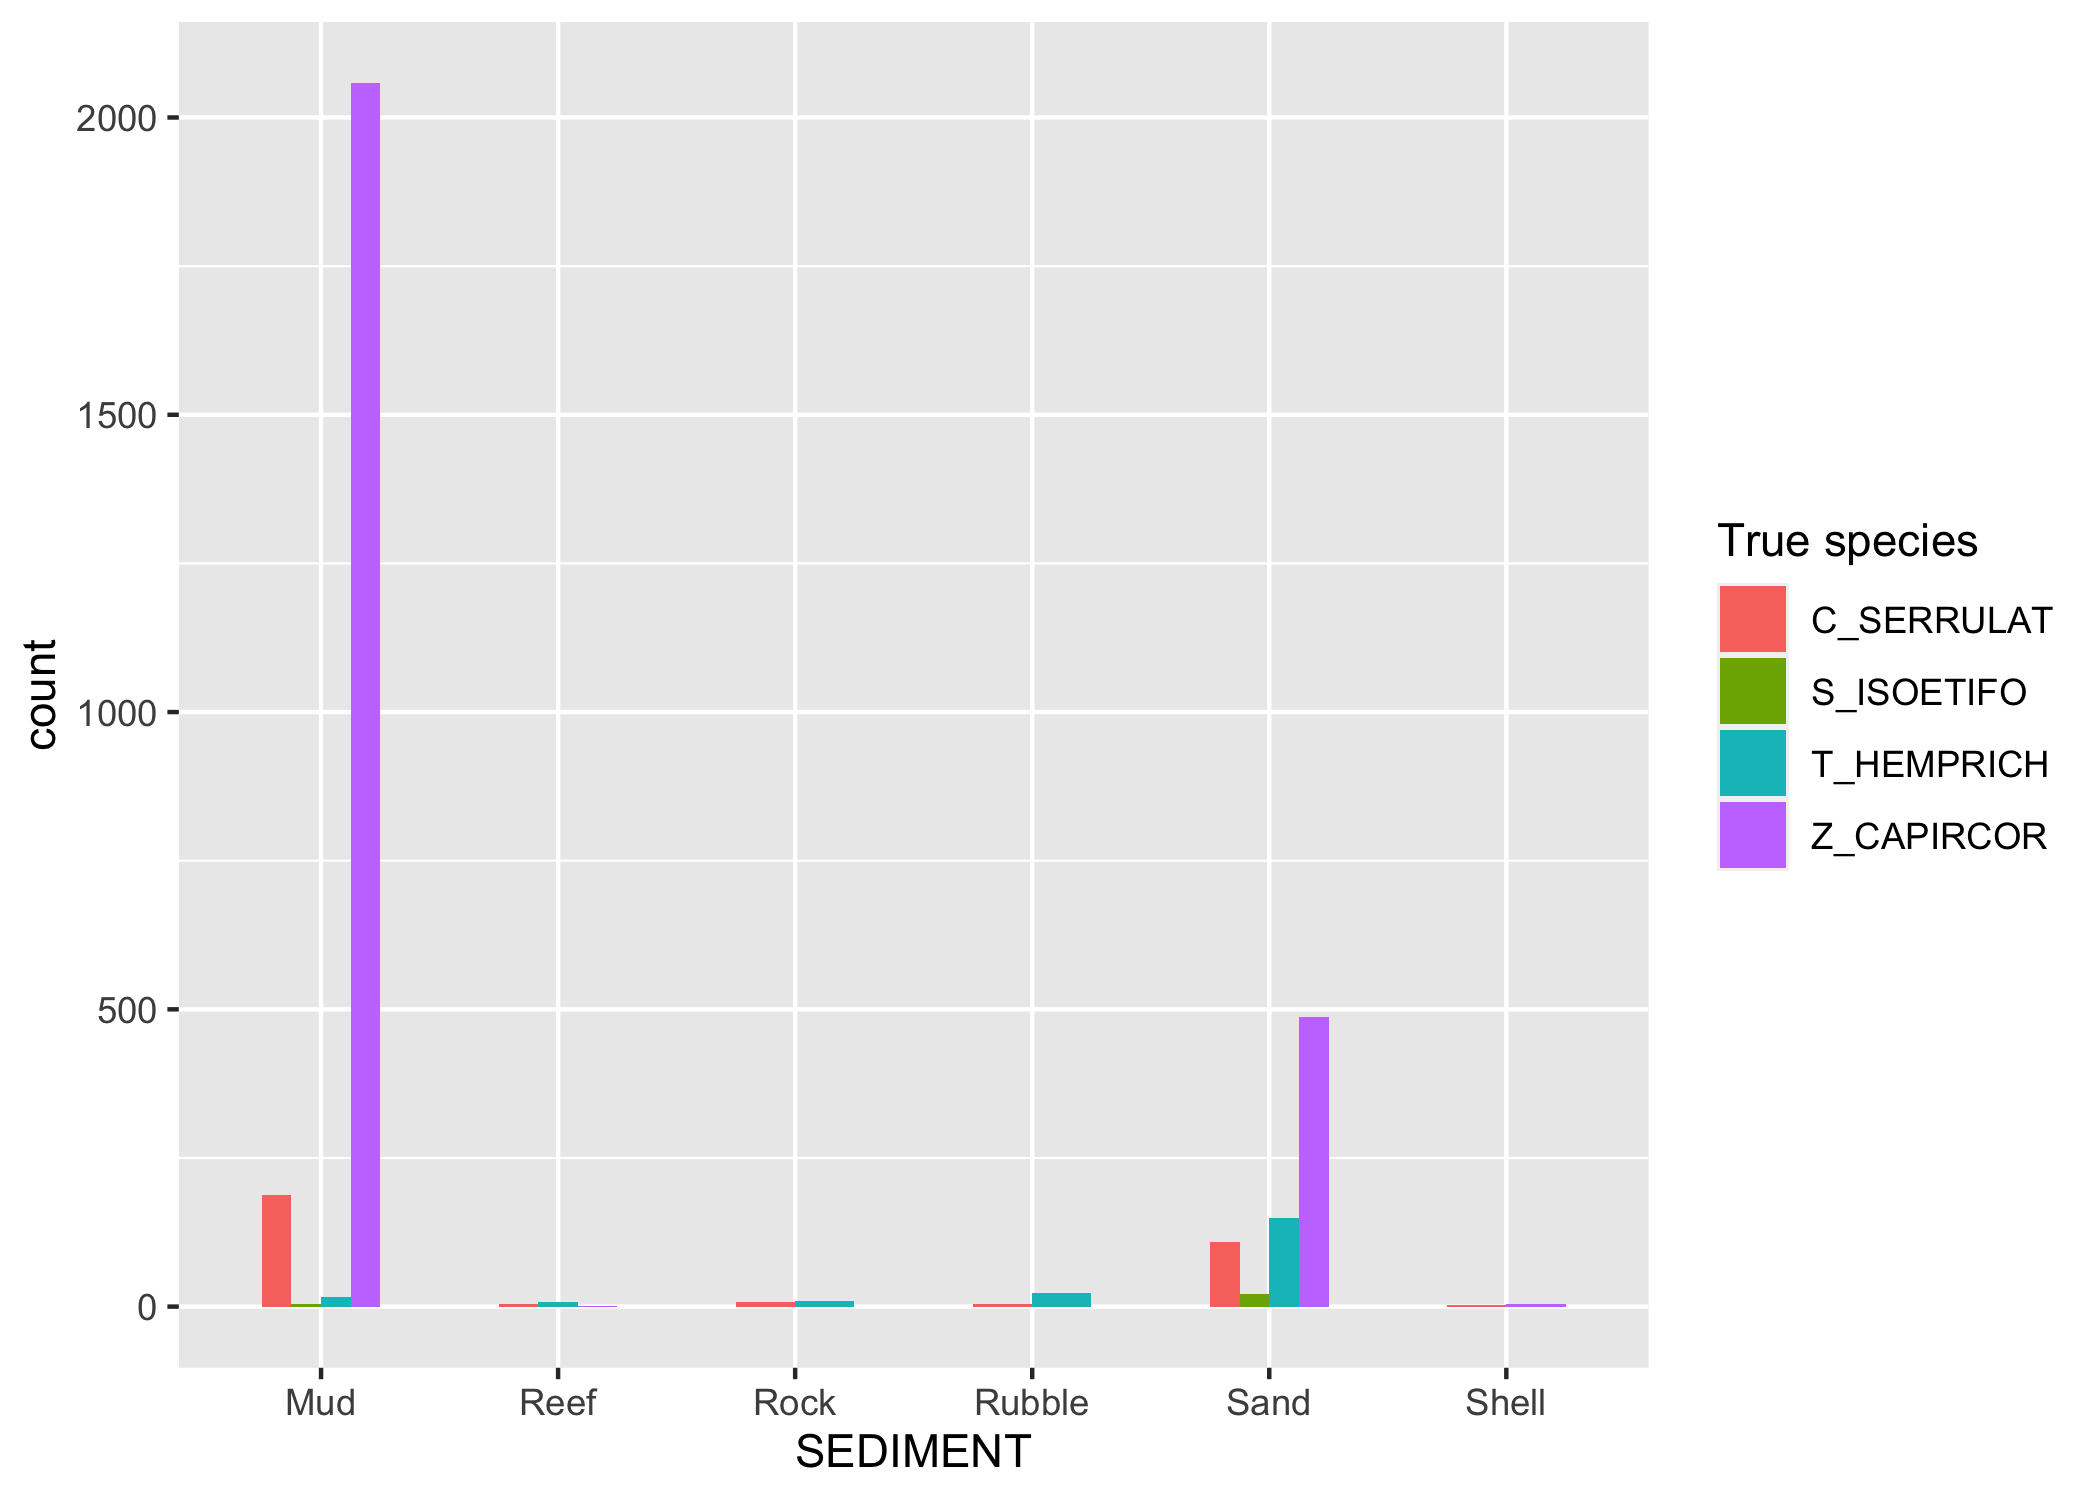 2000
1500
1000
500
0
count
Mud Reef Rock Rubble Sand Shell
SEDIMENT
True species
C_SERRULAT
S_ISOETIFO
T_HEMPRICH
Z_CAPIRCOR